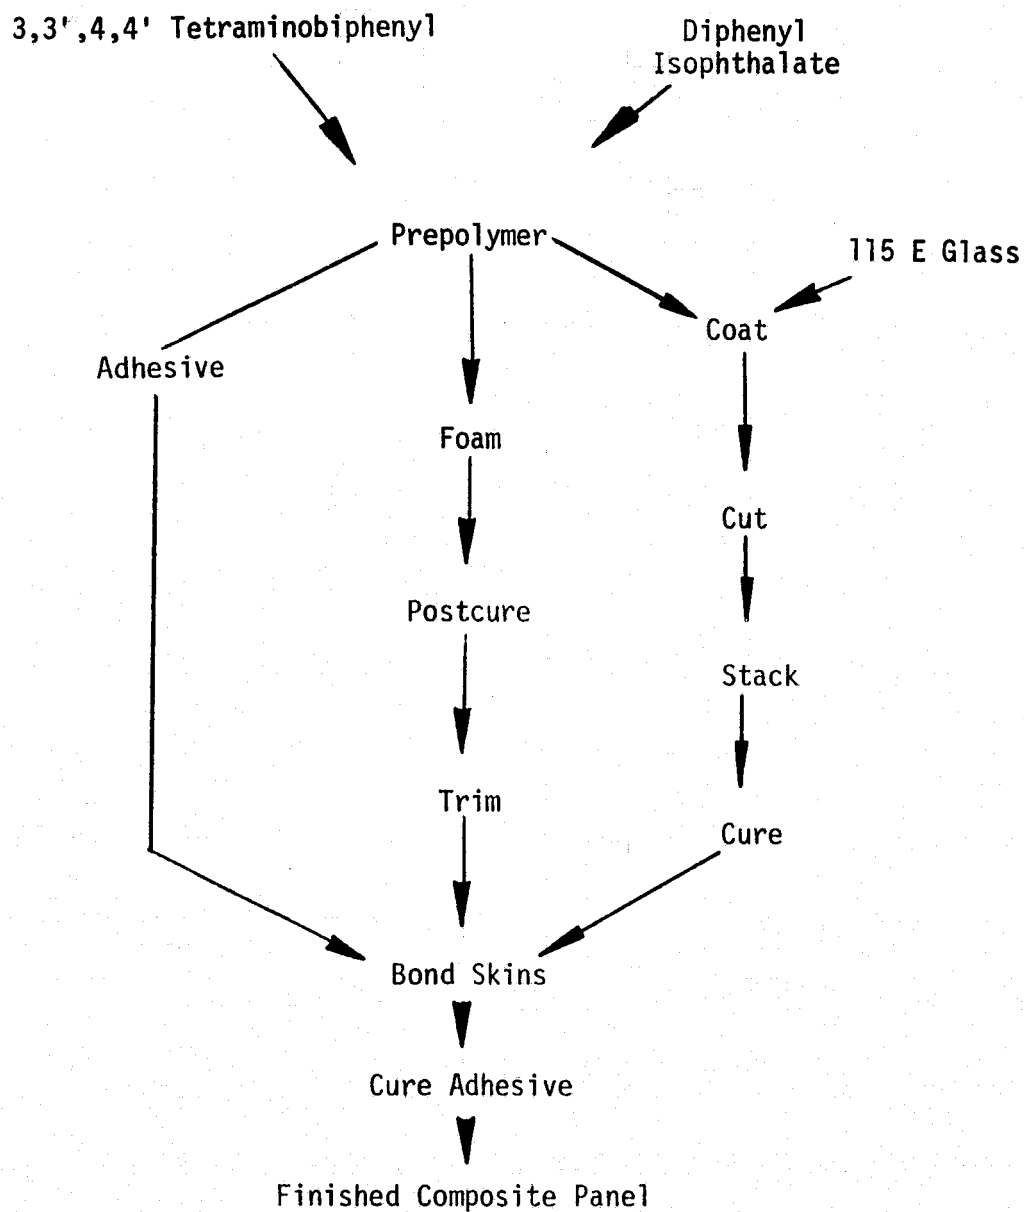 3,3',4,4' Tetraminobiphenyl
Diphenyl
Isophthalate
Prepolymer
115 E Glass
Coat
Adhesive
Foam
Cut
Postcure
Stack
Trim
Cure
Bond Skins
Cure Adhesive
Finished Composite Panel